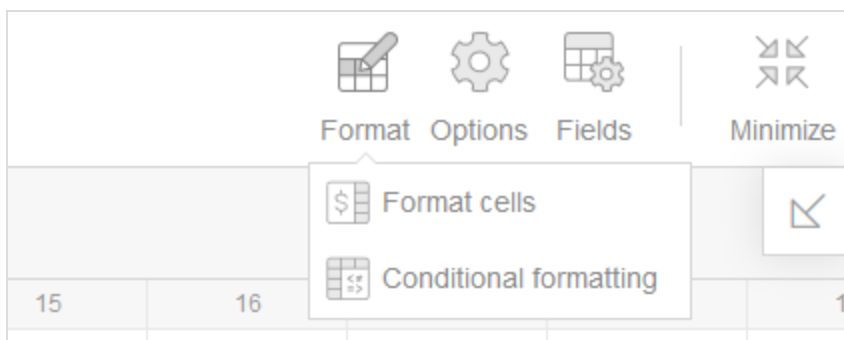 Format Options Fields Minimize
Format cells
Conditional formatting
15 16